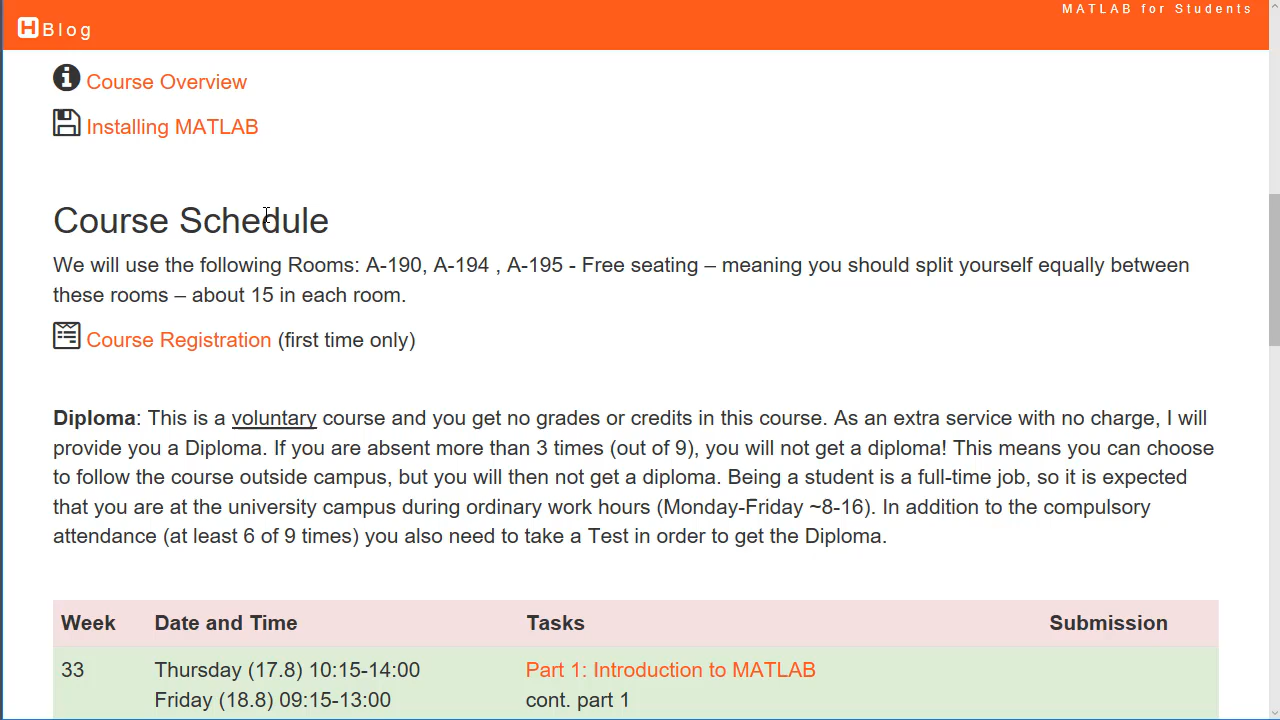 MATLAB for Students
H Blog
Course Overview
Installing MATLAB
Course Schedule
We will use the following Rooms: A-190, A-194 , A-195 - Free seating – meaning you should split yourself equally between
these rooms – about 15 in each room.
Course Registration (first time only)
Diploma: This is a voluntary course and you get no grades or credits in this course. As an extra service with no charge, I will
provide you a Diploma. If you are absent more than 3 times (out of 9), you will not get a diploma! This means you can choose
to follow the course outside campus, but you will then not get a diploma. Being a student is a full-time job, so it is expected
that you are at the university campus during ordinary work hours (Monday-Friday ~8-16). In addition to the compulsory
attendance (at least 6 of 9 times) you also need to take a Test in order to get the Diploma.
Week Date and Time Tasks Submission
33 Thursday (17.8) 10:15-14:00 Part 1: Introduction to MATLAB
Friday (18.8) 09:15-13:00 cont. part 1